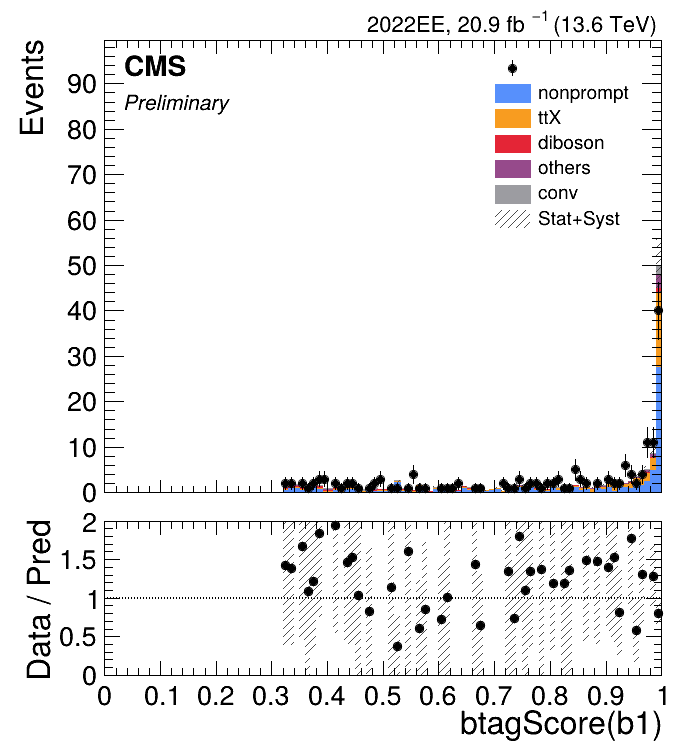 2022EE, 20.9 fb⁻¹ (13.6 TeV)
CMS
Preliminary
nonprompt
ttX
diboson
others
conv
Stat+Syst
Events
90
80
70
60
50
40
30
20
10
0
Data / Pred
2
1.5
1
0.5
0
0 0.1 0.2 0.3 0.4 0.5 0.6 0.7 0.8 0.9 1
btagScore(b1)